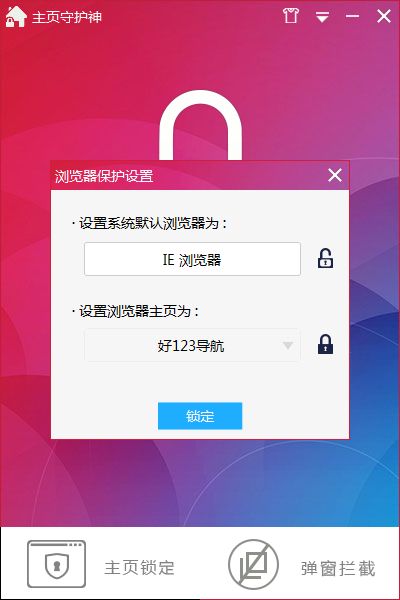 主页守护神
浏览器保护设置
· 设置系统默认浏览器为：
IE 浏览器
· 设置浏览器主页为：
好123导航
锁定
主页锁定
弹窗拦截